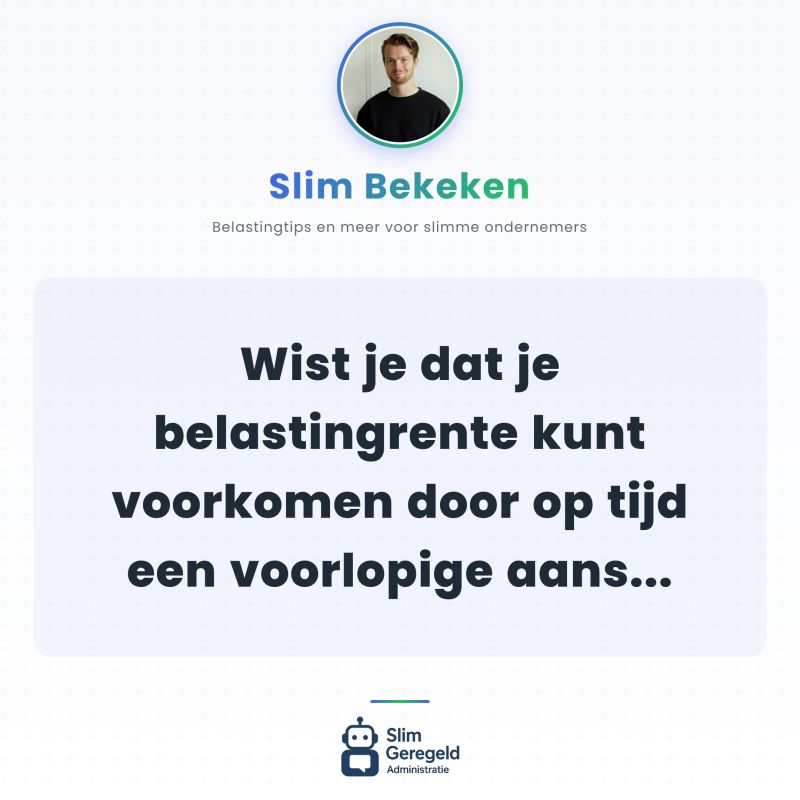 Slim Bekeken
Belastingtips en meer voor slimme ondernemers
Wist je dat je
belastingrente kunt
voorkomen door op tijd
een voorlopige aans...
Slim
Geregeld
Administratie